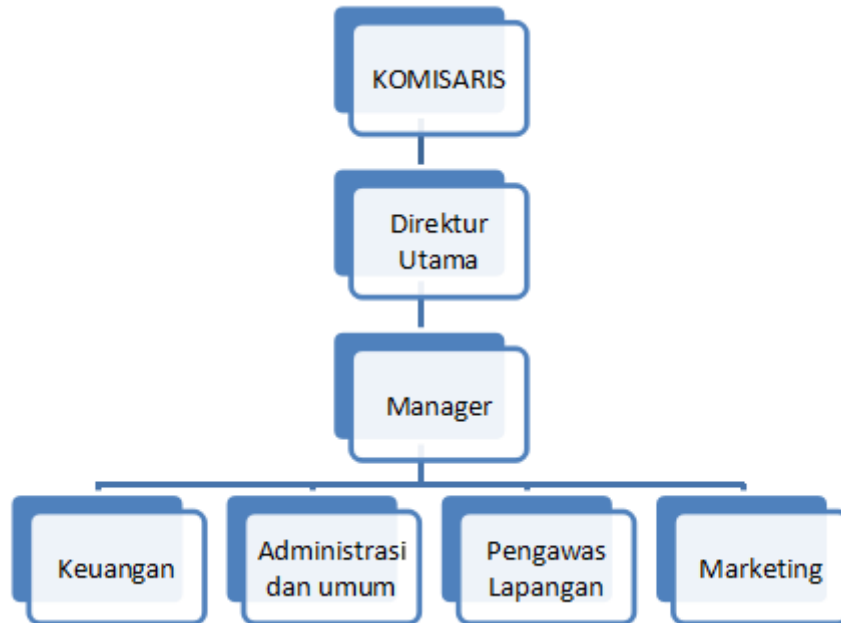 KOMISARIS
Direktur
Utama
Manager
Keuangan
Administrasi
dan umum
Pengawas
Lapangan
Marketing